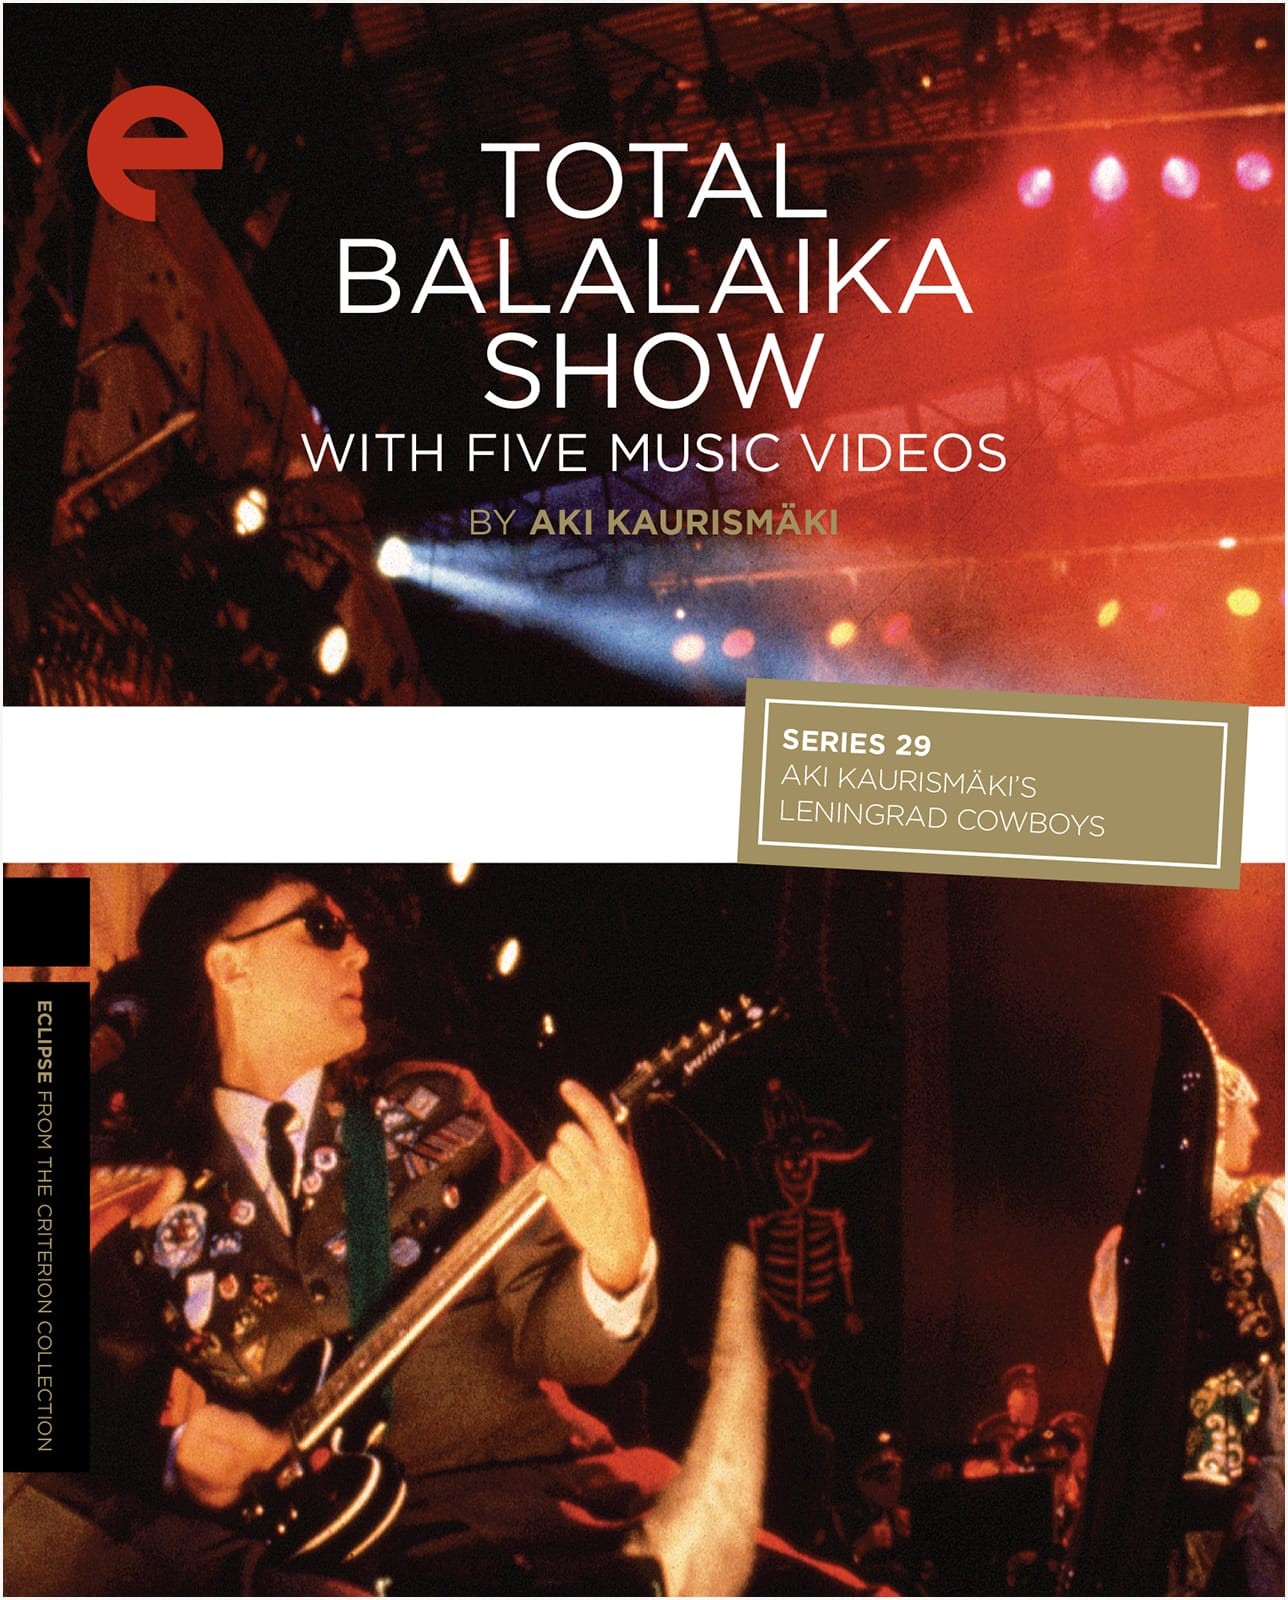 e
TOTAL
BALALAIKA
SHOW
WITH FIVE MUSIC VIDEOS
BY AKI KAURISMÄKI
SERIES 29
AKI KAURISMÄKI'S
LENINGRAD COWBOYS
ECLIPSE FROM THE CRITERION COLLECTION